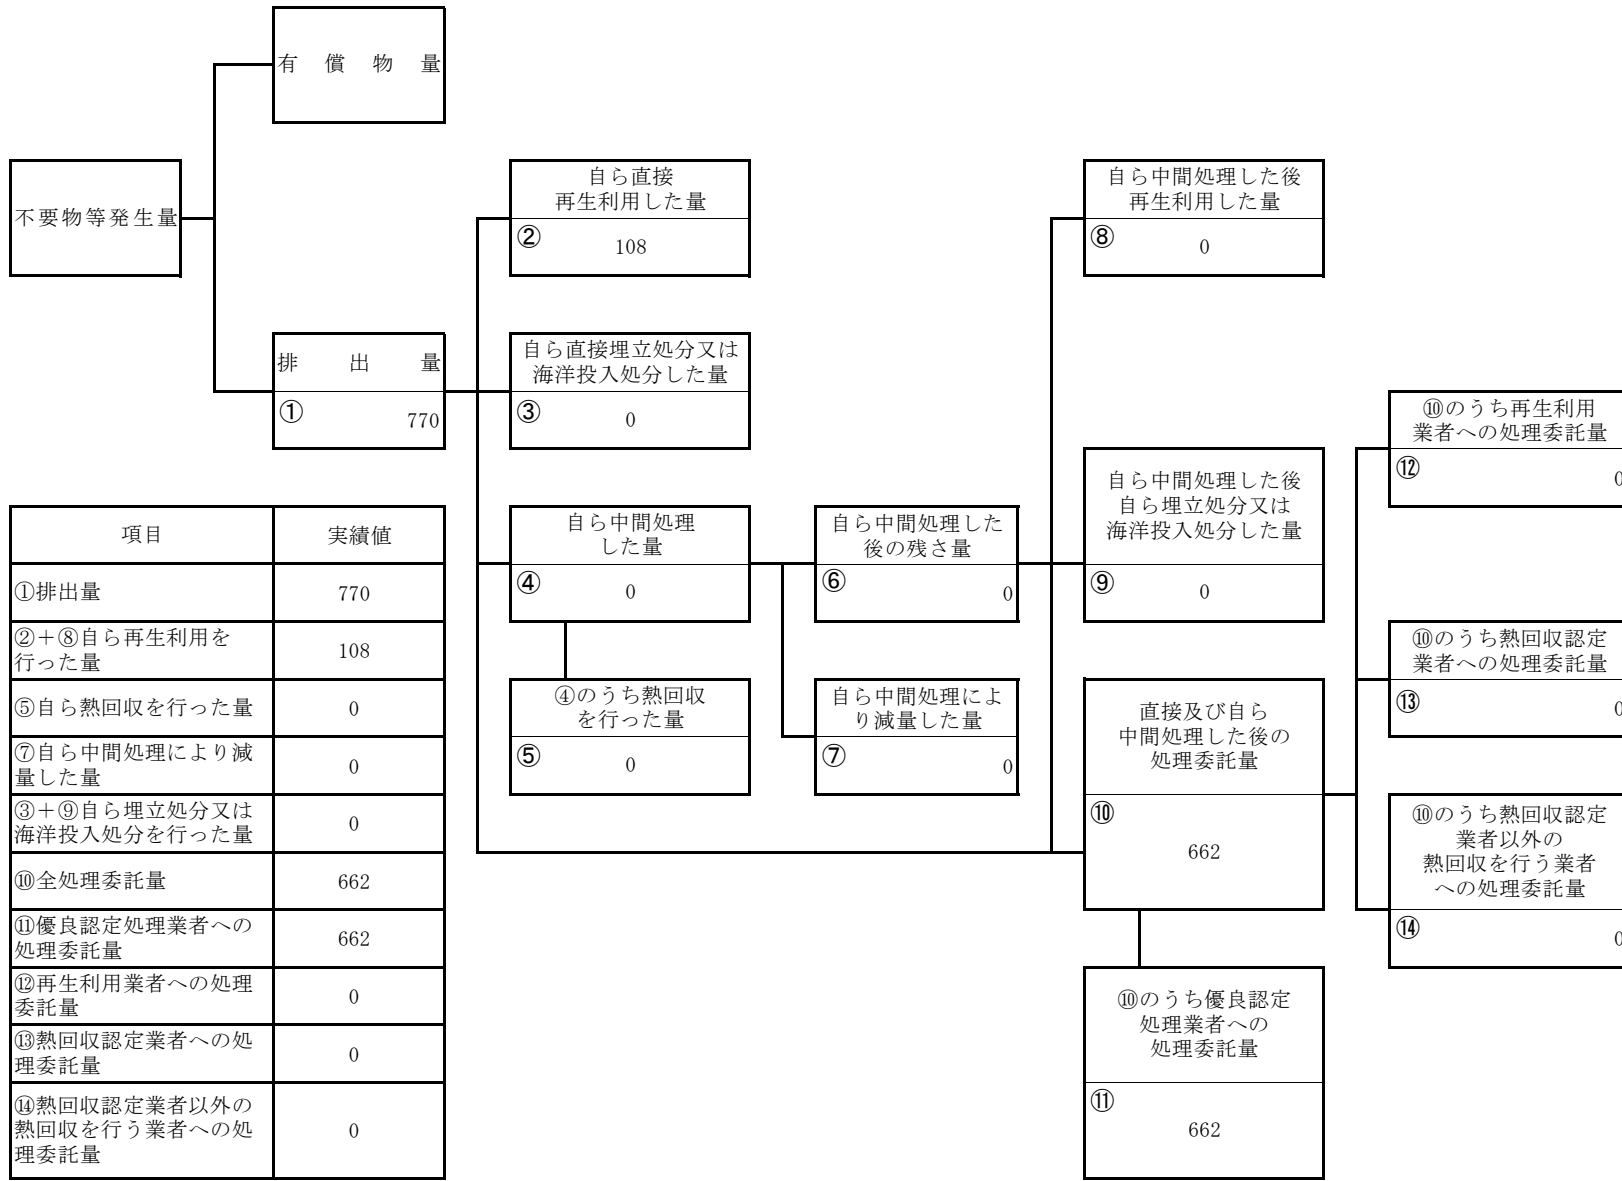 有償物量
不要物等発生量
自ら直接
再生利用した量
②
108
自ら中間処理した後
再生利用した量
⑧
0
排出量
①
770
自ら直接埋立処分又は
海洋投入処分した量
③
0
⑩のうち再生利用
業者への処理委託量
⑫
0
自ら中間処理
した量
④
0
自ら中間処理した
後の残さ量
⑥
0
自ら中間処理した後
自ら埋立処分又は
海洋投入処分した量
⑨
0
⑩のうち熱回収認定
業者への処理委託量
⑬
0
④のうち熱回収
を行った量
⑤
0
自ら中間処理によ
り減量した量
⑦
0
直接及び自ら
中間処理した後の
処理委託量
⑩
662
⑩のうち熱回収認定
業者以外の
熱回収を行う業者
への処理委託量
⑭
0
⑩のうち優良認定
処理業者への
処理委託量
⑪
662
項目 実績値
①排出量 770
②+⑧自ら再生利用を
行った量 108
⑤自ら熱回収を行った量 0
⑦自ら中間処理により減
量した量 0
③+⑨自ら埋立処分又は
海洋投入処分を行った量 0
⑩全処理委託量 662
⑪優良認定処理業者への
処理委託量 662
⑫再生利用業者への処理
委託量 0
⑬熱回収認定業者への処
理委託量 0
⑭熱回収認定業者以外の
熱回収を行う業者への処
理委託量 0